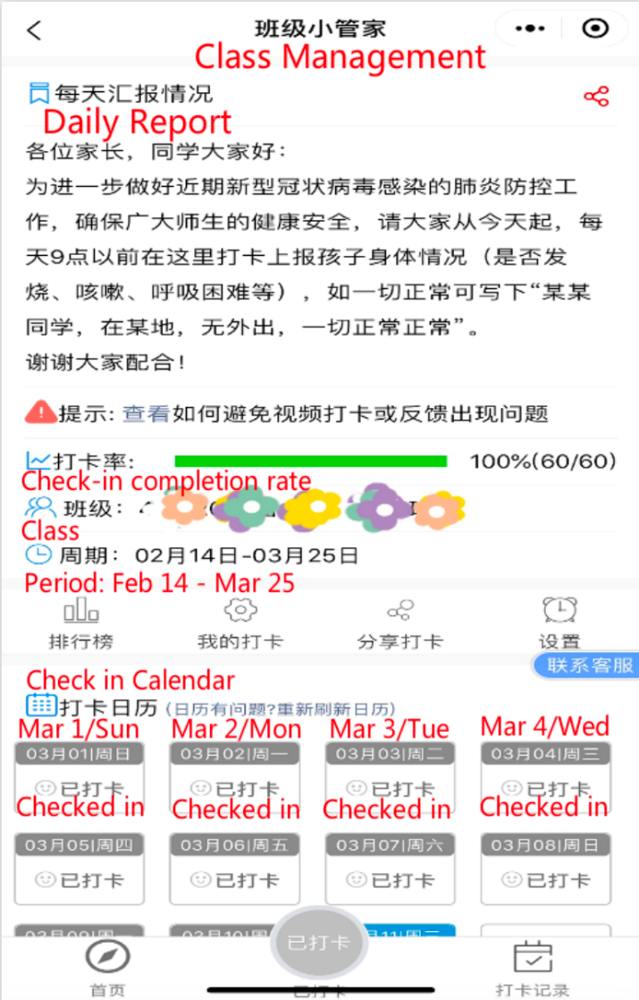 班级小管家
Class Management
每天汇报情况
Daily Report
各位家长，同学大家好：
为进一步做好近期新型冠状病毒感染的肺炎防控工
作，确保广大师生的健康安全，请大家从今天起，每
天9点以前在这里打卡上报孩子身体情况（是否发
烧、咳嗽、呼吸困难等），如一切正常可写下“某某
同学，在某地，无外出，一切正常正常”。
谢谢大家配合！
提示: 查看如何避免视频打卡或反馈出现问题
打卡率: 100%(60/60)
Check-in completion rate
班级：
Class
周期：02月14日-03月25日
Period: Feb 14 - Mar 25
排行榜 我的打卡 分享打卡 设置
联系客服
Check in Calendar
打卡日历 (日历有问题?重新刷新日历)
Mar 1/Sun Mar 2/Mon Mar 3/Tue Mar 4/Wed
03月01|周日 03月02|周一 03月03|周二 03月04|周三
已打卡 已打卡 已打卡 已打卡
Checked in Checked in Checked in Checked in
03月05|周四 03月06|周五 03月07|周六 03月08|周日
已打卡 已打卡 已打卡 已打卡
03月09|周一 03月10|周
已打卡
首页 已打卡 打卡记录